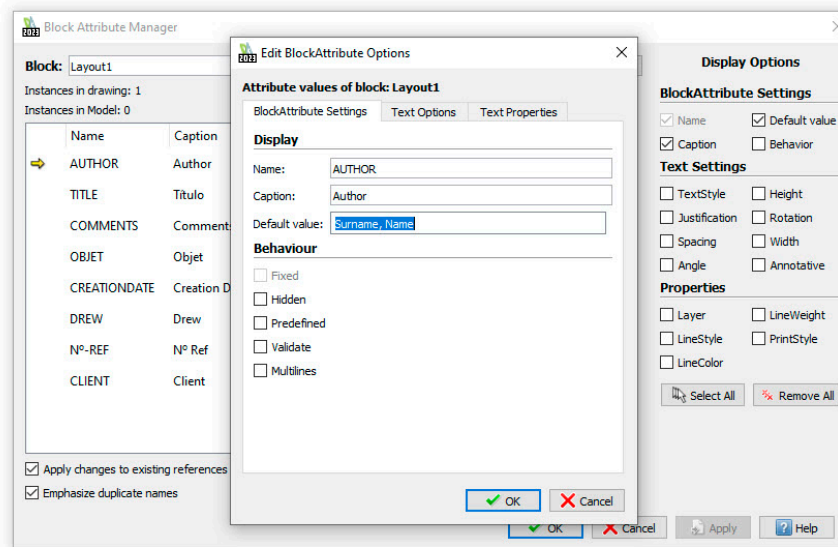 2023 Block Attribute Manager
Block: Layout1
Instances in drawing: 1
Instances in Model: 0
Name Caption
AUTHOR Author
TITLE Título
COMMENTS Comment
OBJET Objet
CREATIONDATE Creation D
DREW Drew
Nº-REF Nº Ref
CLIENT Client
Apply changes to existing references
Emphasize duplicate names
2023 Edit BlockAttribute Options
Attribute values of block: Layout1
BlockAttribute Settings Text Options Text Properties
Display
Name: AUTHOR
Caption: Author
Default value: Surname, Name
Behaviour
Fixed
Hidden
Predefined
Validate
Multilines
OK Cancel
Display Options
BlockAttribute Settings
Name Default value
Caption Behavior
Text Settings
TextStyle Height
Justification Rotation
Spacing Width
Angle Annotative
Properties
Layer LineWeight
LineStyle PrintStyle
LineColor
Select All Remove All
OK Cancel Apply Help